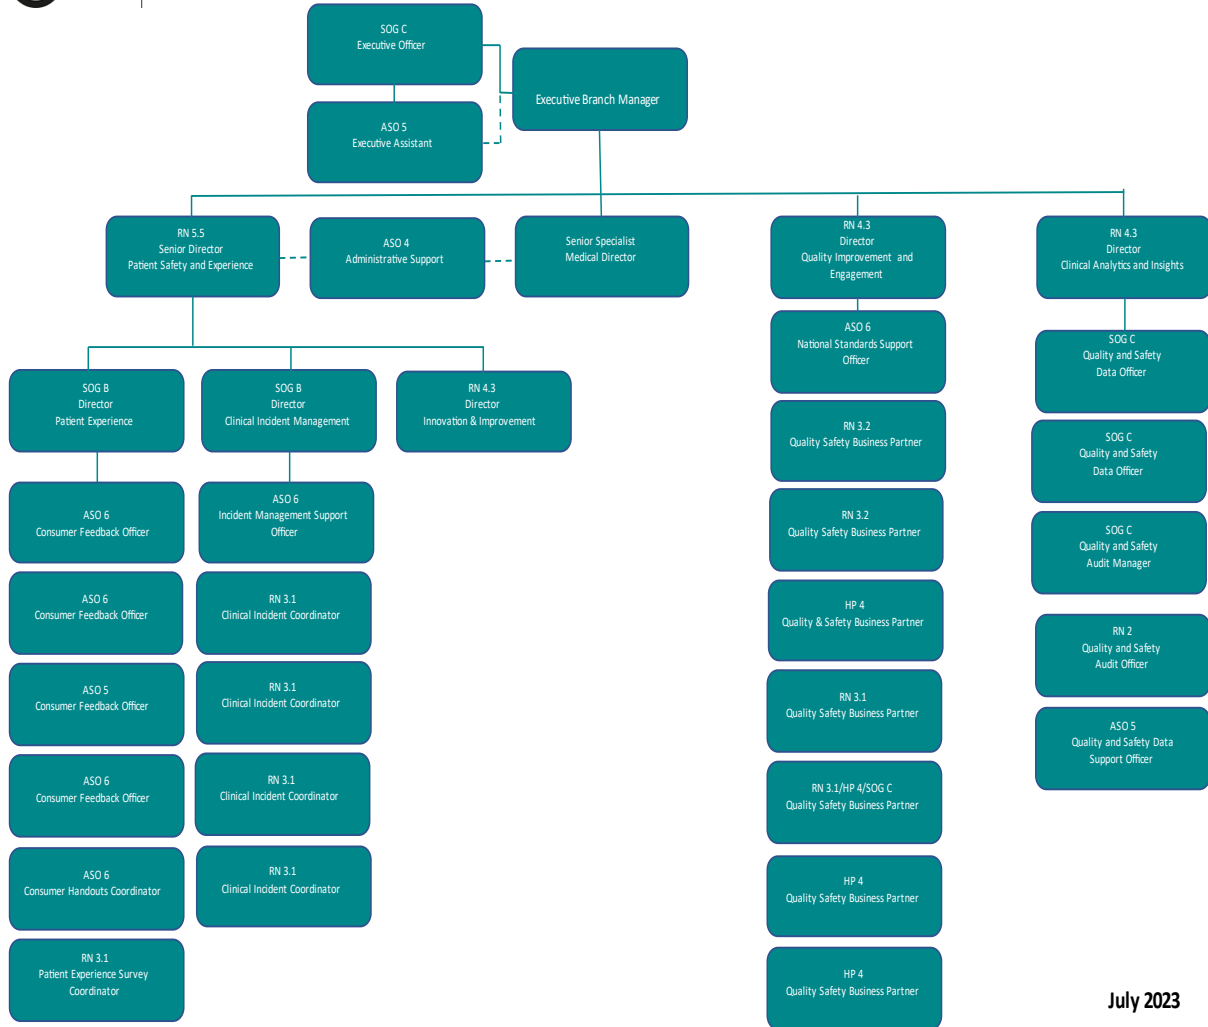 SOG C
Executive Officer
Executive Branch Manager
ASO 5
Executive Assistant
RN 5.5
Senior Director
Patient Safety and Experience
ASO 4
Administrative Support
Senior Specialist
Medical Director
RN 4.3
Director
Quality Improvement and
Engagement
RN 4.3
Director
Clinical Analytics and Insights
SOG B
Director
Patient Experience
SOG B
Director
Clinical Incident Management
RN 4.3
Director
Innovation & Improvement
ASO 6
Consumer Feedback Officer
ASO 6
Consumer Feedback Officer
ASO 5
Consumer Feedback Officer
ASO 6
Consumer Feedback Officer
ASO 6
Consumer Handouts Coordinator
RN 3.1
Patient Experience Survey
Coordinator
ASO 6
Incident Management Support
Officer
RN 3.1
Clinical Incident Coordinator
RN 3.1
Clinical Incident Coordinator
RN 3.1
Clinical Incident Coordinator
RN 3.1
Clinical Incident Coordinator
ASO 6
National Standards Support
Officer
RN 3.2
Quality Safety Business Partner
RN 3.2
Quality Safety Business Partner
HP 4
Quality & Safety Business Partner
RN 3.1
Quality Safety Business Partner
RN 3.1/HP 4/SOG C
Quality Safety Business Partner
HP 4
Quality Safety Business Partner
HP 4
Quality Safety Business Partner
SOG C
Quality and Safety
Data Officer
SOG C
Quality and Safety
Data Officer
SOG C
Quality and Safety
Audit Manager
RN 2
Quality and Safety
Audit Officer
ASO 5
Quality and Safety Data
Support Officer
July 2023